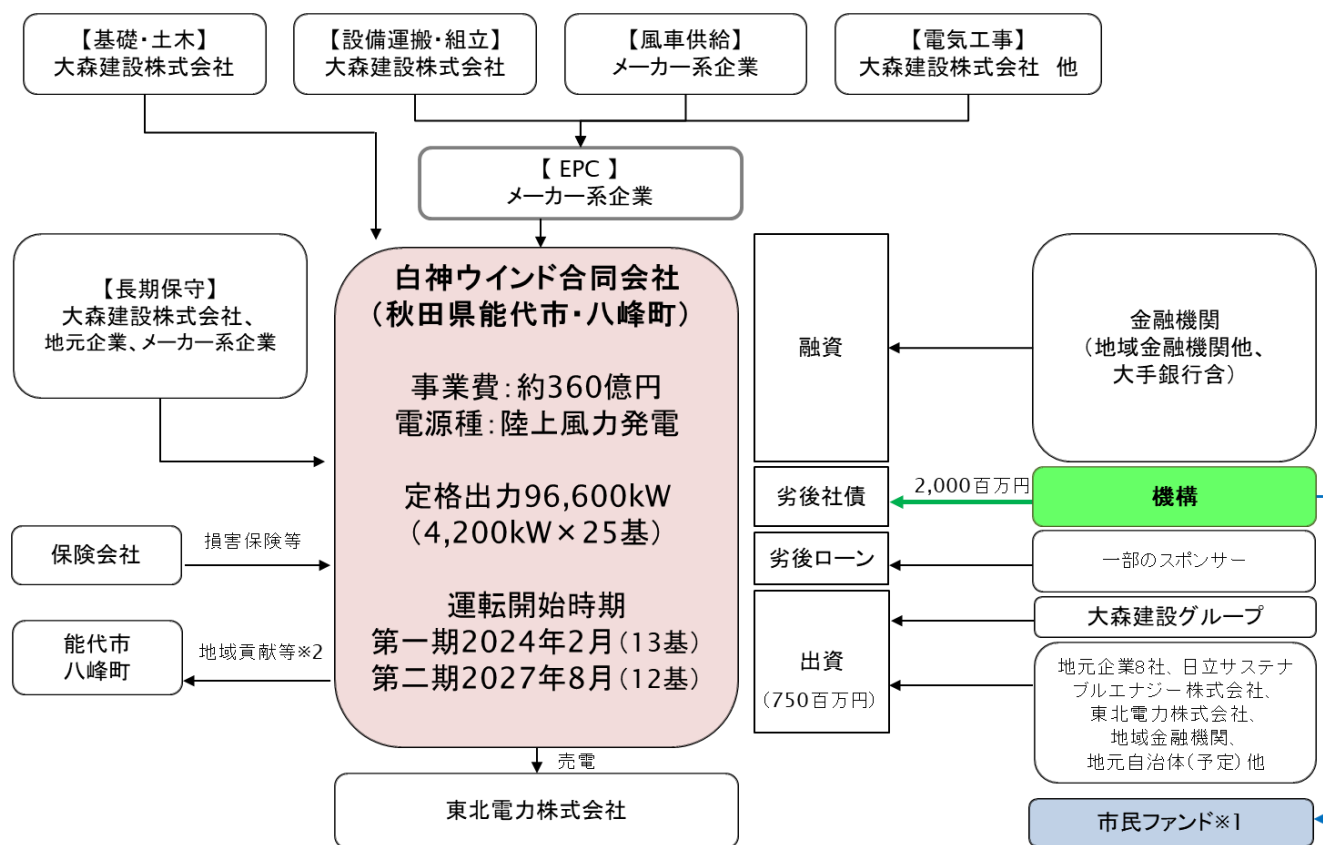 【基礎・土木】
大森建設株式会社
【設備運搬・組立】
大森建設株式会社
【風車供給】
メーカー系企業
【電気工事】
大森建設株式会社 他
【 EPC 】
メーカー系企業
【長期保守】
大森建設株式会社、
地元企業、メーカー系企業
白神ウインド合同会社
（秋田県能代市・八峰町）
事業費：約360億円
電源種：陸上風力発電
定格出力96,600kW
（4,200kW×25基）
運転開始時期
第一期2024年2月（13基）
第二期2027年8月（12基）
保険会社
損害保険等
能代市
八峰町
地域貢献等※2
売電
東北電力株式会社
融資
劣後社債
劣後ローン
出資
（750百万円）
2,000百万円
金融機関
（地域金融機関他、
大手銀行含）
機構
一部のスポンサー
大森建設グループ
地元企業8社、日立サステナ
ブルエナジー株式会社、
東北電力株式会社、
地域金融機関、
地元自治体（予定）他
市民ファンド※1